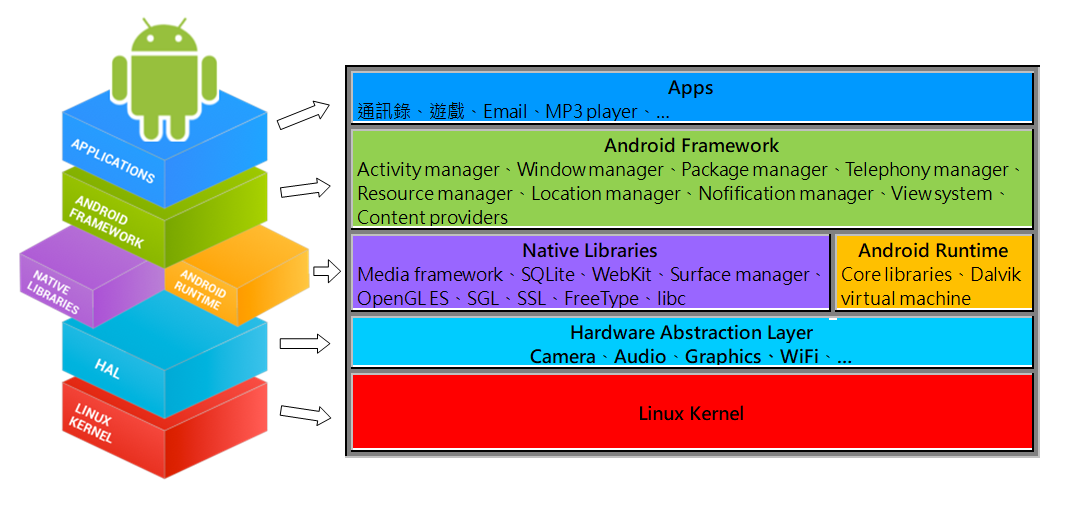 APPLICATIONS
ANDROID
FRAMEWORK
NATIVE
LIBRARIES
ANDROID
RUNTIME
HAL
LINUX
KERNEL
Apps
通訊錄、遊戲、Email、MP3 player、...
Android Framework
Activity manager、Window manager、Package manager、Telephony manager、
Resource manager、Location manager、Nofification manager、View system、
Content providers
Native Libraries
Media framework、SQLite、WebKit、Surface manager、
OpenGL ES、SGL、SSL、FreeType、libc
Android Runtime
Core libraries、Dalvik
virtual machine
Hardware Abstraction Layer
Camera、Audio、Graphics、WiFi、...
Linux Kernel